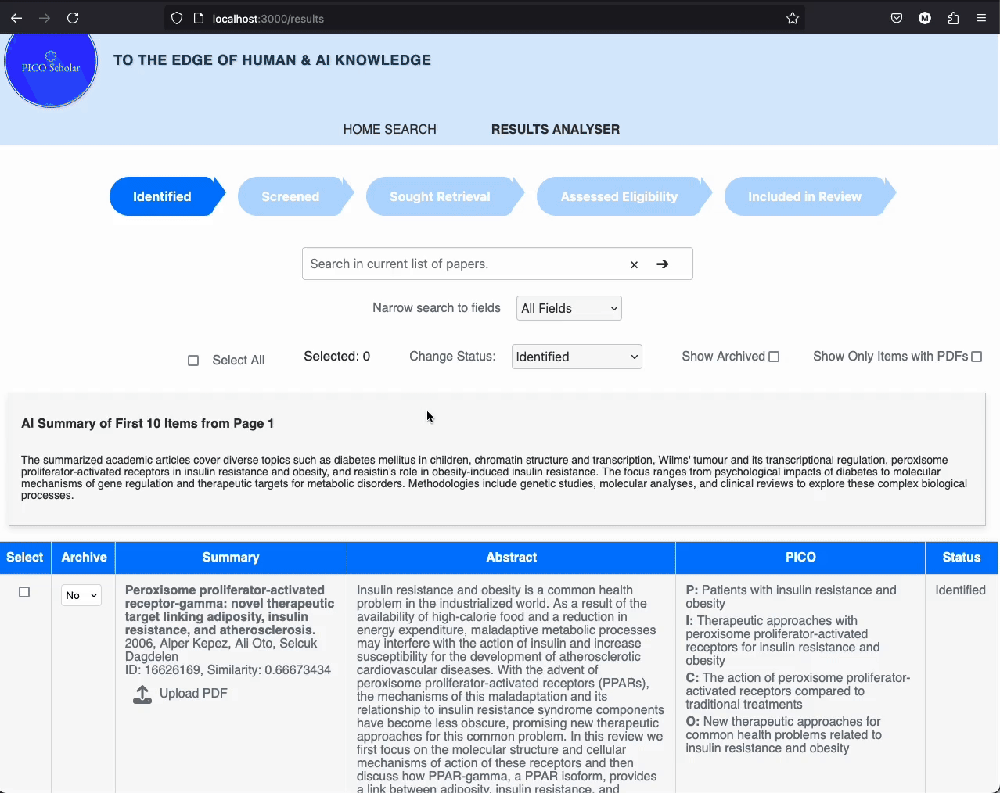 localhost:3000/results
M
PICO Scholar
TO THE EDGE OF HUMAN & AI KNOWLEDGE
HOME SEARCH
RESULTS ANALYSER
Identified
Screened
Sought Retrieval
Assessed Eligibility
Included in Review
Search in current list of papers.
Narrow search to fields
All Fields
Select All
Selected: 0
Change Status:
Identified
Show Archived
Show Only Items with PDFs
AI Summary of First 10 Items from Page 1
The summarized academic articles cover diverse topics such as diabetes mellitus in children, chromatin structure and transcription, Wilms' tumour and its transcriptional regulation, peroxisome
proliferator-activated receptors in insulin resistance and obesity, and resistin's role in obesity-induced insulin resistance. The focus ranges from psychological impacts of diabetes to molecular
mechanisms of gene regulation and therapeutic targets for metabolic disorders. Methodologies include genetic studies, molecular analyses, and clinical reviews to explore these complex biological
processes.
Select
Archive
Summary
Abstract
PICO
Status
No
Peroxisome proliferator-activated
receptor-gamma: novel therapeutic
target linking adiposity, insulin
resistance, and atherosclerosis.
2006, Alper Kepez, Ali Oto, Selcuk
Dagdelen
ID: 16626169, Similarity: 0.66673434
Upload PDF
Insulin resistance and obesity is a common health
problem in the industrialized world. As a result of the
availability of high-calorie food and a reduction in
energy expenditure, maladaptive metabolic processes
may interfere with the action of insulin and increase
susceptibility for the development of atherosclerotic
cardiovascular diseases. With the advent of
peroxisome proliferator-activated receptors (PPARs),
the mechanisms of this maladaptation and its
relationship to insulin resistance syndrome components
have become less obscure, promising new therapeutic
approaches for this common problem. In this review we
first focus on the molecular structure and cellular
mechanisms of action of these receptors and then
discuss how PPAR-gamma, a PPAR isoform, provides
a link between adiposity, insulin resistance, and
P: Patients with insulin resistance and
obesity
I: Therapeutic approaches with
peroxisome proliferator-activated
receptors for insulin resistance and
obesity
C: The action of peroxisome proliferator-
activated receptors compared to
traditional treatments
O: New therapeutic approaches for
common health problems related to
insulin resistance and obesity
Identified